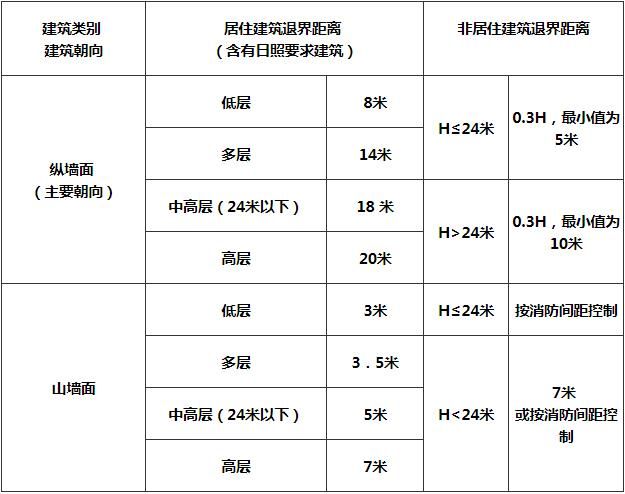 建筑类别
建筑朝向
居住建筑退界距离
（含有日照要求建筑）
非居住建筑退界距离
纵墙面
（主要朝向）
低层
8米
H≤24米
0.3H，最小值为
5米
多层
14米
中高层（24米以下）
18 米
H>24米
0.3H，最小值为
10米
高层
20米
山墙面
低层
3米
H≤24米
按消防间距控制
多层
3．5米
H<24米
7米
或按消防间距控
制
中高层（24米以下）
5米
高层
7米